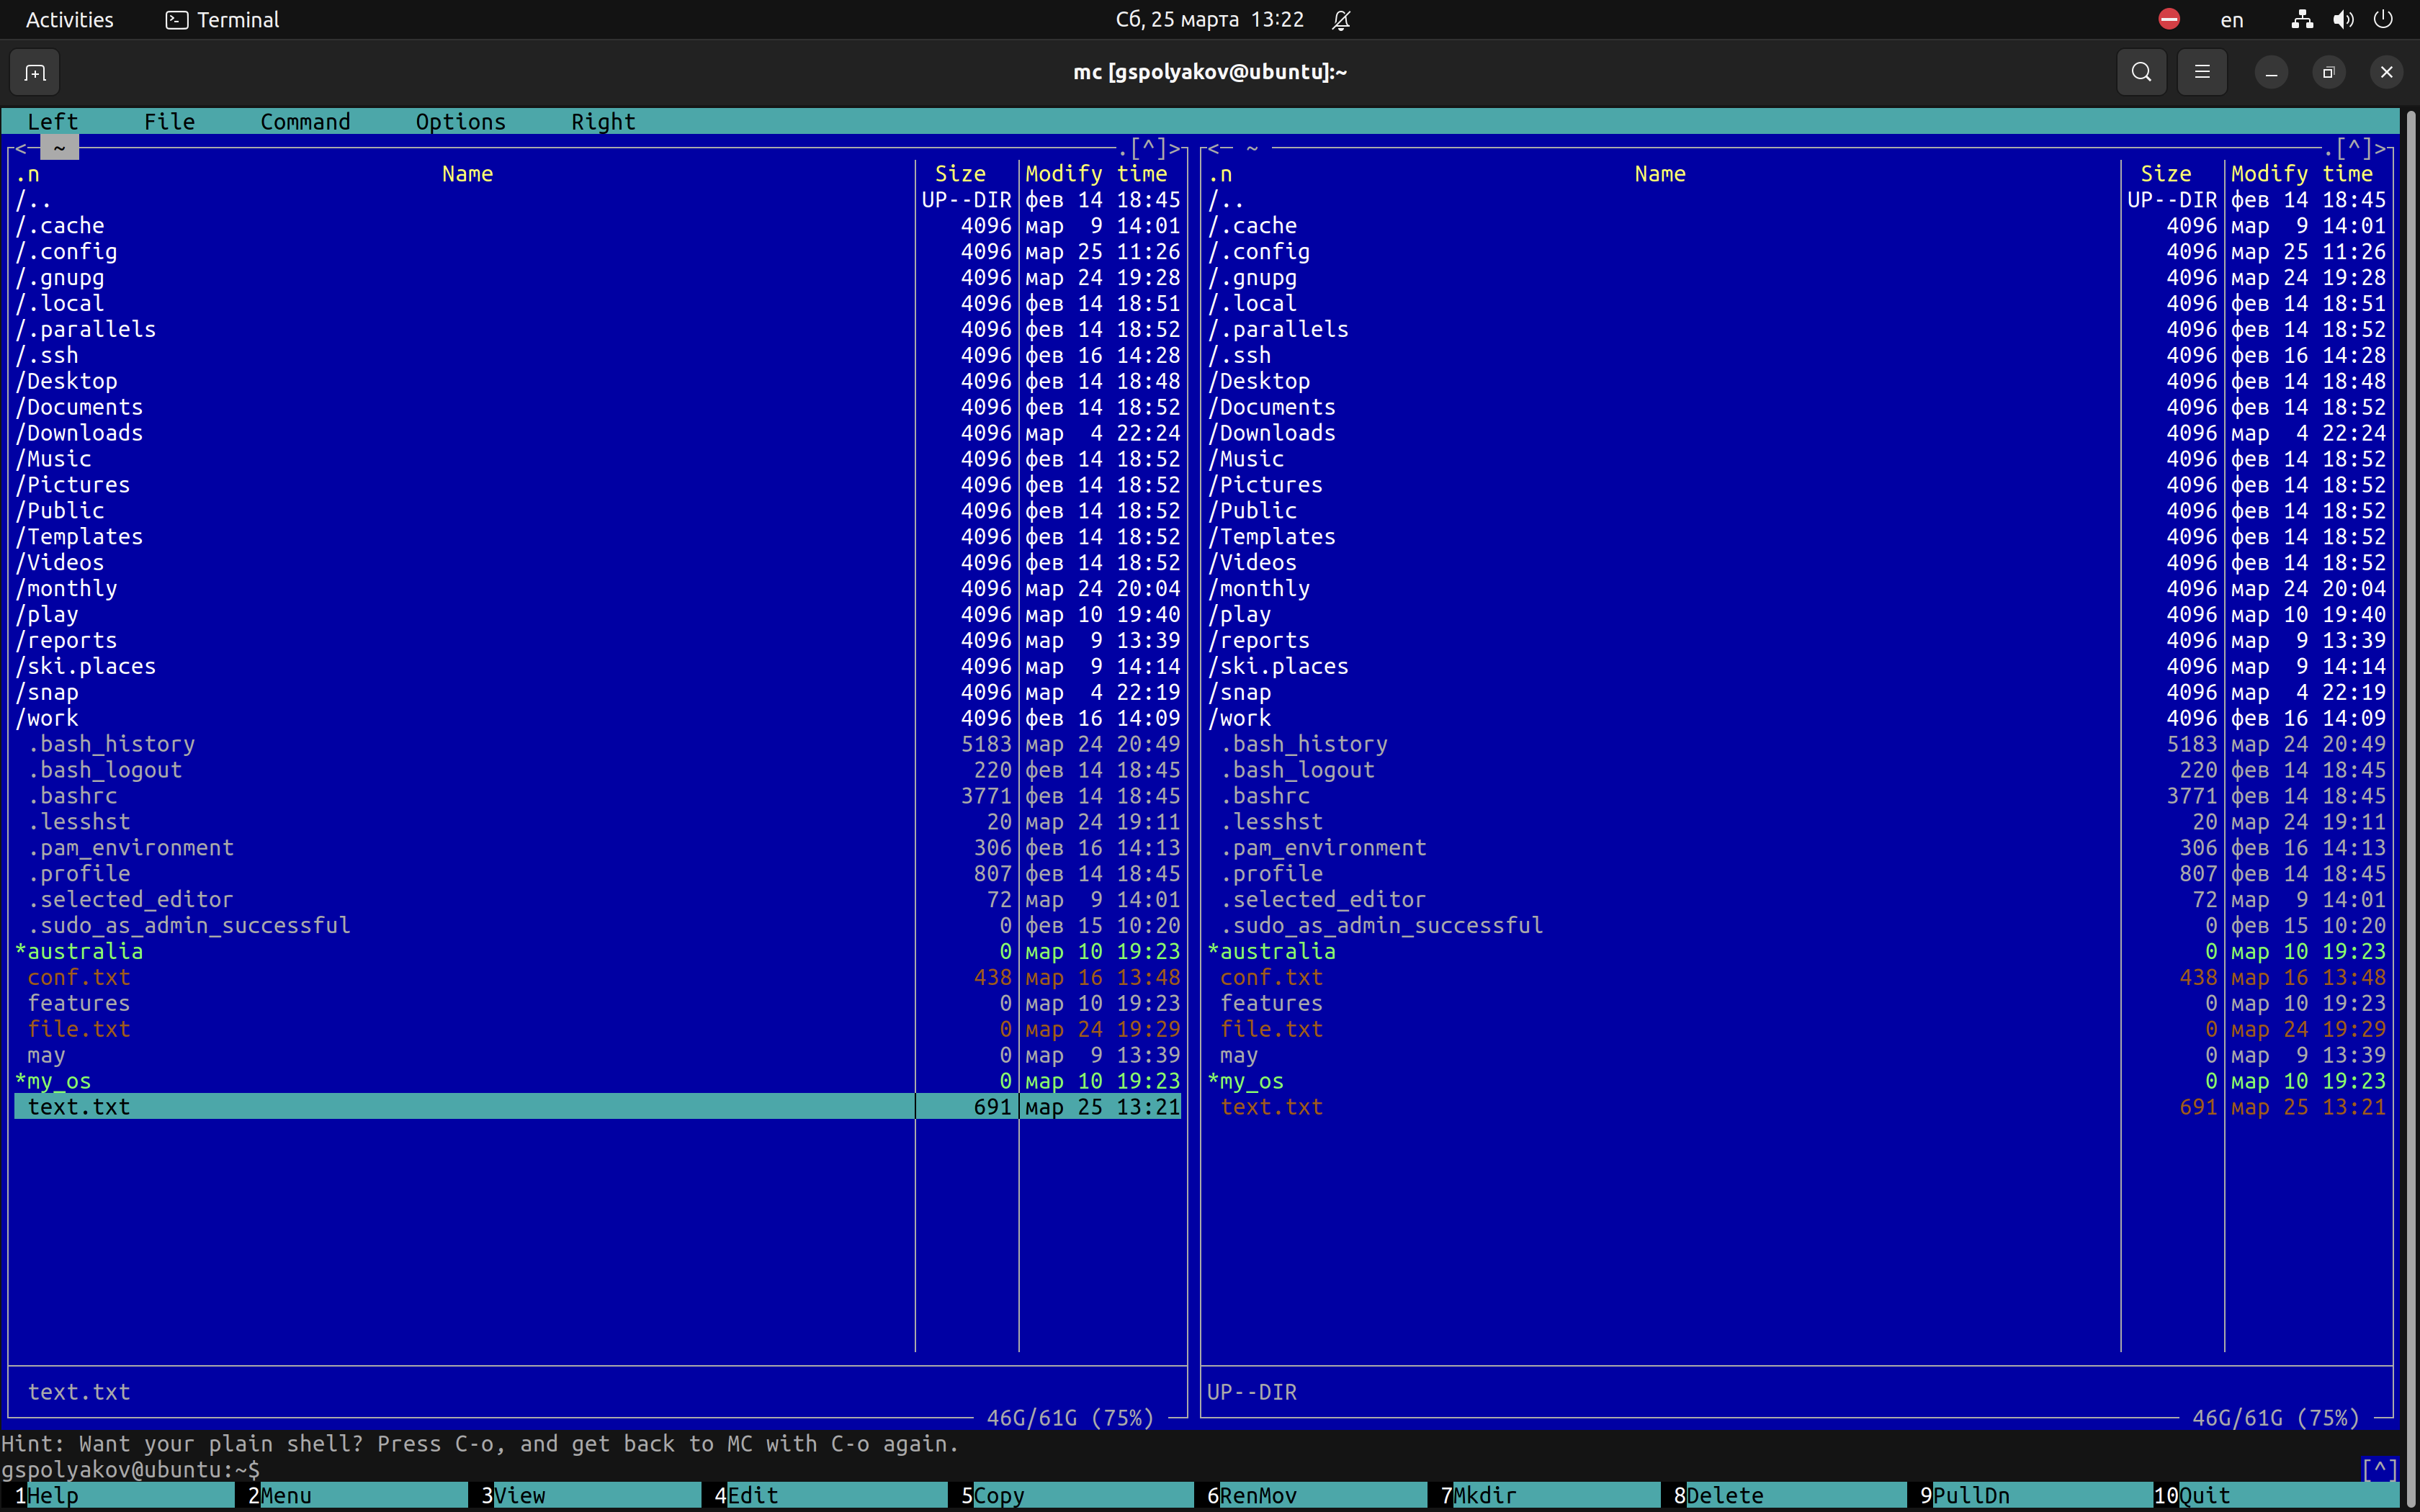 Activities Terminal Сб, 25 марта 13:22 en
mc [gspolyakov@ubuntu]:~
Left File Command Options Right
<─ ~ .[^]> <─ ~ .[^]>
.n Name Size Modify time .n Name Size Modify time
/.. UP--DIR фев 14 18:45 /.. UP--DIR фев 14 18:45
/.cache 4096 мар 9 14:01 /.cache 4096 мар 9 14:01
/.config 4096 мар 25 11:26 /.config 4096 мар 25 11:26
/.gnupg 4096 мар 24 19:28 /.gnupg 4096 мар 24 19:28
/.local 4096 фев 14 18:51 /.local 4096 фев 14 18:51
/.parallels 4096 фев 14 18:52 /.parallels 4096 фев 14 18:52
/.ssh 4096 фев 16 14:28 /.ssh 4096 фев 16 14:28
/Desktop 4096 фев 14 18:48 /Desktop 4096 фев 14 18:48
/Documents 4096 фев 14 18:52 /Documents 4096 фев 14 18:52
/Downloads 4096 мар 4 22:24 /Downloads 4096 мар 4 22:24
/Music 4096 фев 14 18:52 /Music 4096 фев 14 18:52
/Pictures 4096 фев 14 18:52 /Pictures 4096 фев 14 18:52
/Public 4096 фев 14 18:52 /Public 4096 фев 14 18:52
/Templates 4096 фев 14 18:52 /Templates 4096 фев 14 18:52
/Videos 4096 фев 14 18:52 /Videos 4096 фев 14 18:52
/monthly 4096 мар 24 20:04 /monthly 4096 мар 24 20:04
/play 4096 мар 10 19:40 /play 4096 мар 10 19:40
/reports 4096 мар 9 13:39 /reports 4096 мар 9 13:39
/ski.places 4096 мар 9 14:14 /ski.places 4096 мар 9 14:14
/snap 4096 мар 4 22:19 /snap 4096 мар 4 22:19
/work 4096 фев 16 14:09 /work 4096 фев 16 14:09
.bash_history 5183 мар 24 20:49 .bash_history 5183 мар 24 20:49
.bash_logout 220 фев 14 18:45 .bash_logout 220 фев 14 18:45
.bashrc 3771 фев 14 18:45 .bashrc 3771 фев 14 18:45
.lesshst 20 мар 24 19:11 .lesshst 20 мар 24 19:11
.pam_environment 306 фев 16 14:13 .pam_environment 306 фев 16 14:13
.profile 807 фев 14 18:45 .profile 807 фев 14 18:45
.selected_editor 72 мар 9 14:01 .selected_editor 72 мар 9 14:01
.sudo_as_admin_successful 0 фев 15 10:20 .sudo_as_admin_successful 0 фев 15 10:20
*australia 0 мар 10 19:23 *australia 0 мар 10 19:23
conf.txt 438 мар 16 13:48 conf.txt 438 мар 16 13:48
features 0 мар 10 19:23 features 0 мар 10 19:23
file.txt 0 мар 24 19:29 file.txt 0 мар 24 19:29
may 0 мар 9 13:39 may 0 мар 9 13:39
*my_os 0 мар 10 19:23 *my_os 0 мар 10 19:23
text.txt 691 мар 25 13:21 text.txt 691 мар 25 13:21
text.txt UP--DIR
46G/61G (75%) 46G/61G (75%)
Hint: Want your plain shell? Press C-o, and get back to MC with C-o again.
gspolyakov@ubuntu:~$ [^]
1Help 2Menu 3View 4Edit 5Copy 6RenMov 7Mkdir 8Delete 9PullDn 10Quit